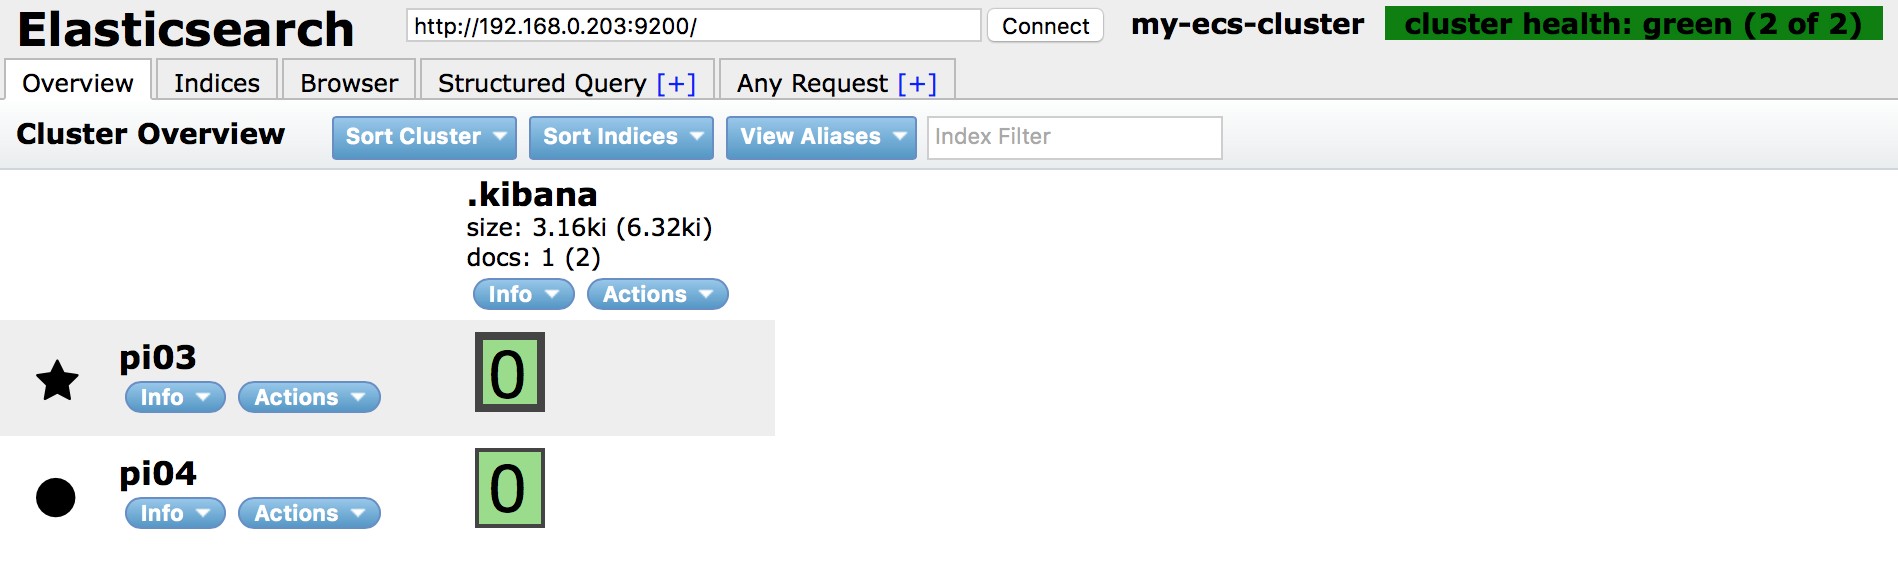 Elasticsearch http://192.168.0.203:9200/ Connect my-ecs-cluster cluster health: green (2 of 2)
Overview Indices Browser Structured Query [+] Any Request [+]
Cluster Overview Sort Cluster Sort Indices View Aliases Index Filter
.kibana
size: 3.16ki (6.32ki)
docs: 1 (2)
Info Actions
pi03 0
Info Actions
pi04 0
Info Actions